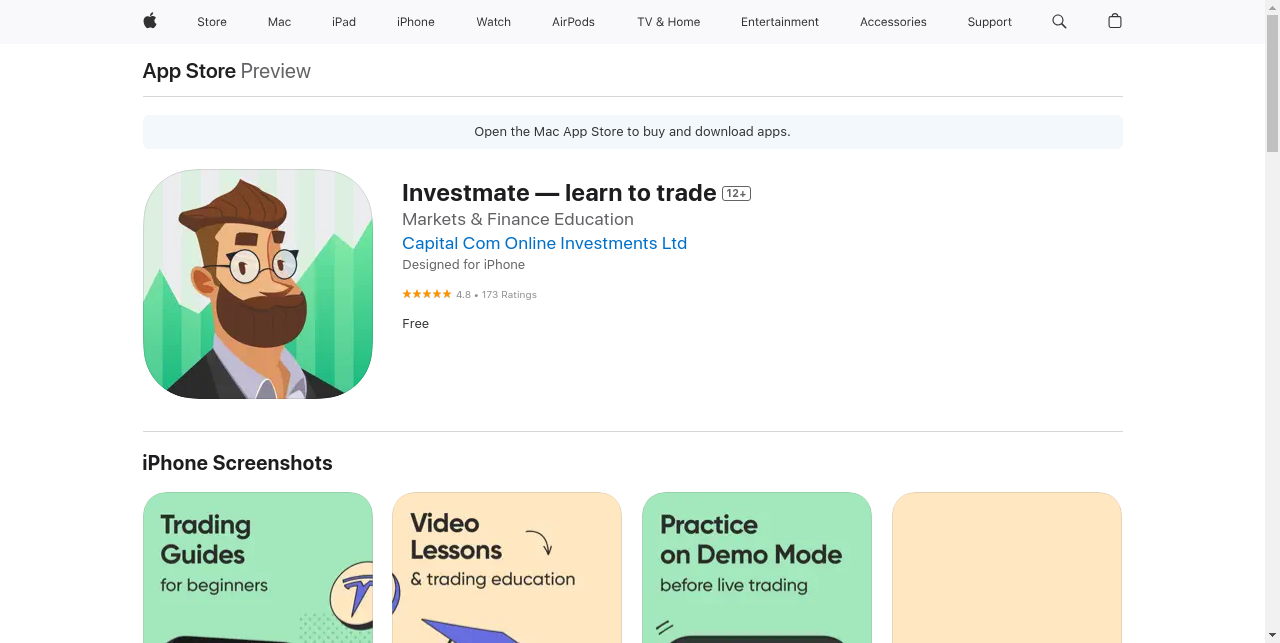 Store Mac iPad iPhone Watch AirPods TV & Home Entertainment Accessories Support
App Store Preview
Open the Mac App Store to buy and download apps.
Investmate — learn to trade 12+
Markets & Finance Education
Capital Com Online Investments Ltd
Designed for iPhone
4.8 • 173 Ratings
Free
iPhone Screenshots
Trading
Guides
for beginners
Video
Lessons
& trading education
Practice
on Demo Mode
before live trading